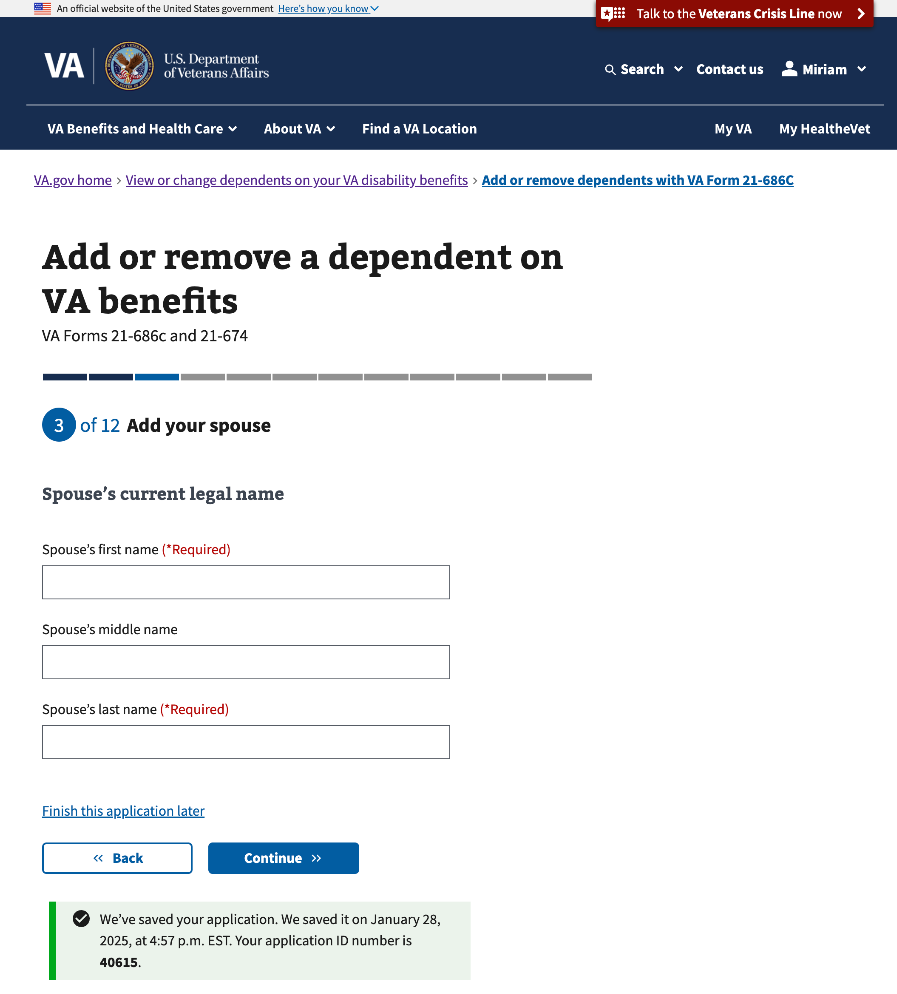 An official website of the United States government Here's how you know
Talk to the Veterans Crisis Line now
VA
U.S. Department
of Veterans Affairs
Search
Contact us
Miriam
VA Benefits and Health Care
About VA
Find a VA Location
My VA
My HealtheVet
VA.gov home › View or change dependents on your VA disability benefits › Add or remove dependents with VA Form 21-686C
Add or remove a dependent on
VA benefits
VA Forms 21-686c and 21-674
3 of 12 Add your spouse
Spouse’s current legal name
Spouse’s first name (*Required)
Spouse’s middle name
Spouse’s last name (*Required)
Finish this application later
« Back
Continue »
We’ve saved your application. We saved it on January 28,
2025, at 4:57 p.m. EST. Your application ID number is
40615.